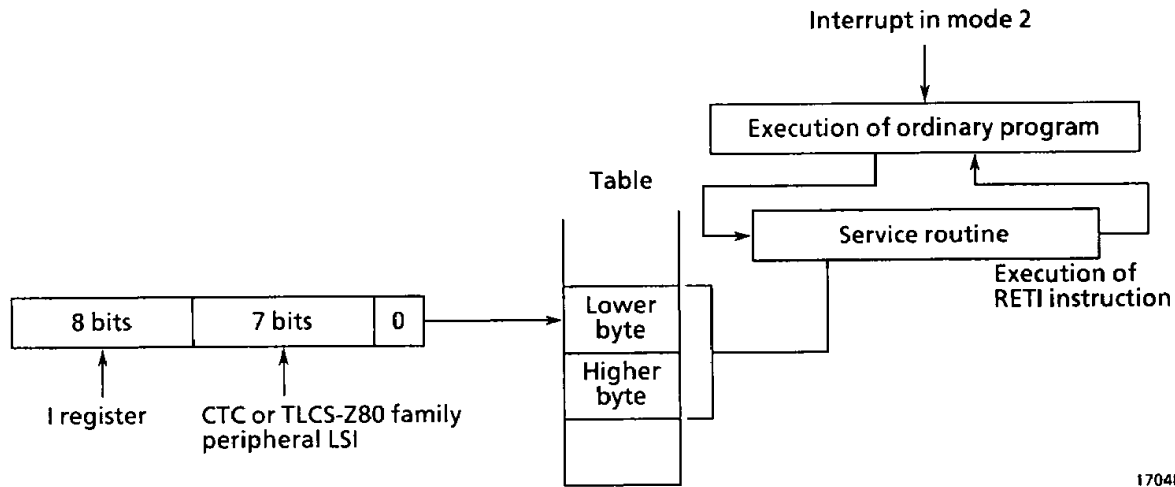 Interrupt in mode 2
Execution of ordinary program
Table
Service routine
Execution of
RETI instruction
Lower
byte
8 bits
7 bits
0
Higher
byte
I register
CTC or TLCS-Z80 family
peripheral LSI